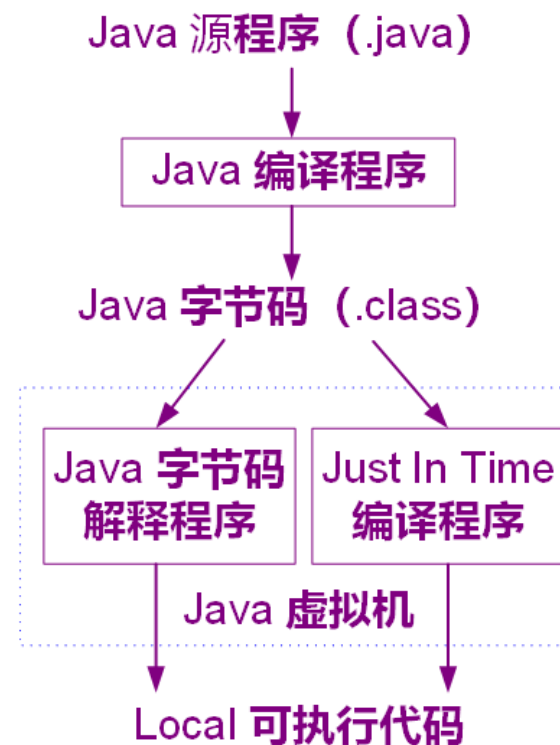 Java 源程序（.java）
Java 编译程序
Java 字节码（.class）
Java 字节码
解释程序
Just In Time
编译程序
Java 虚拟机
Local 可执行代码